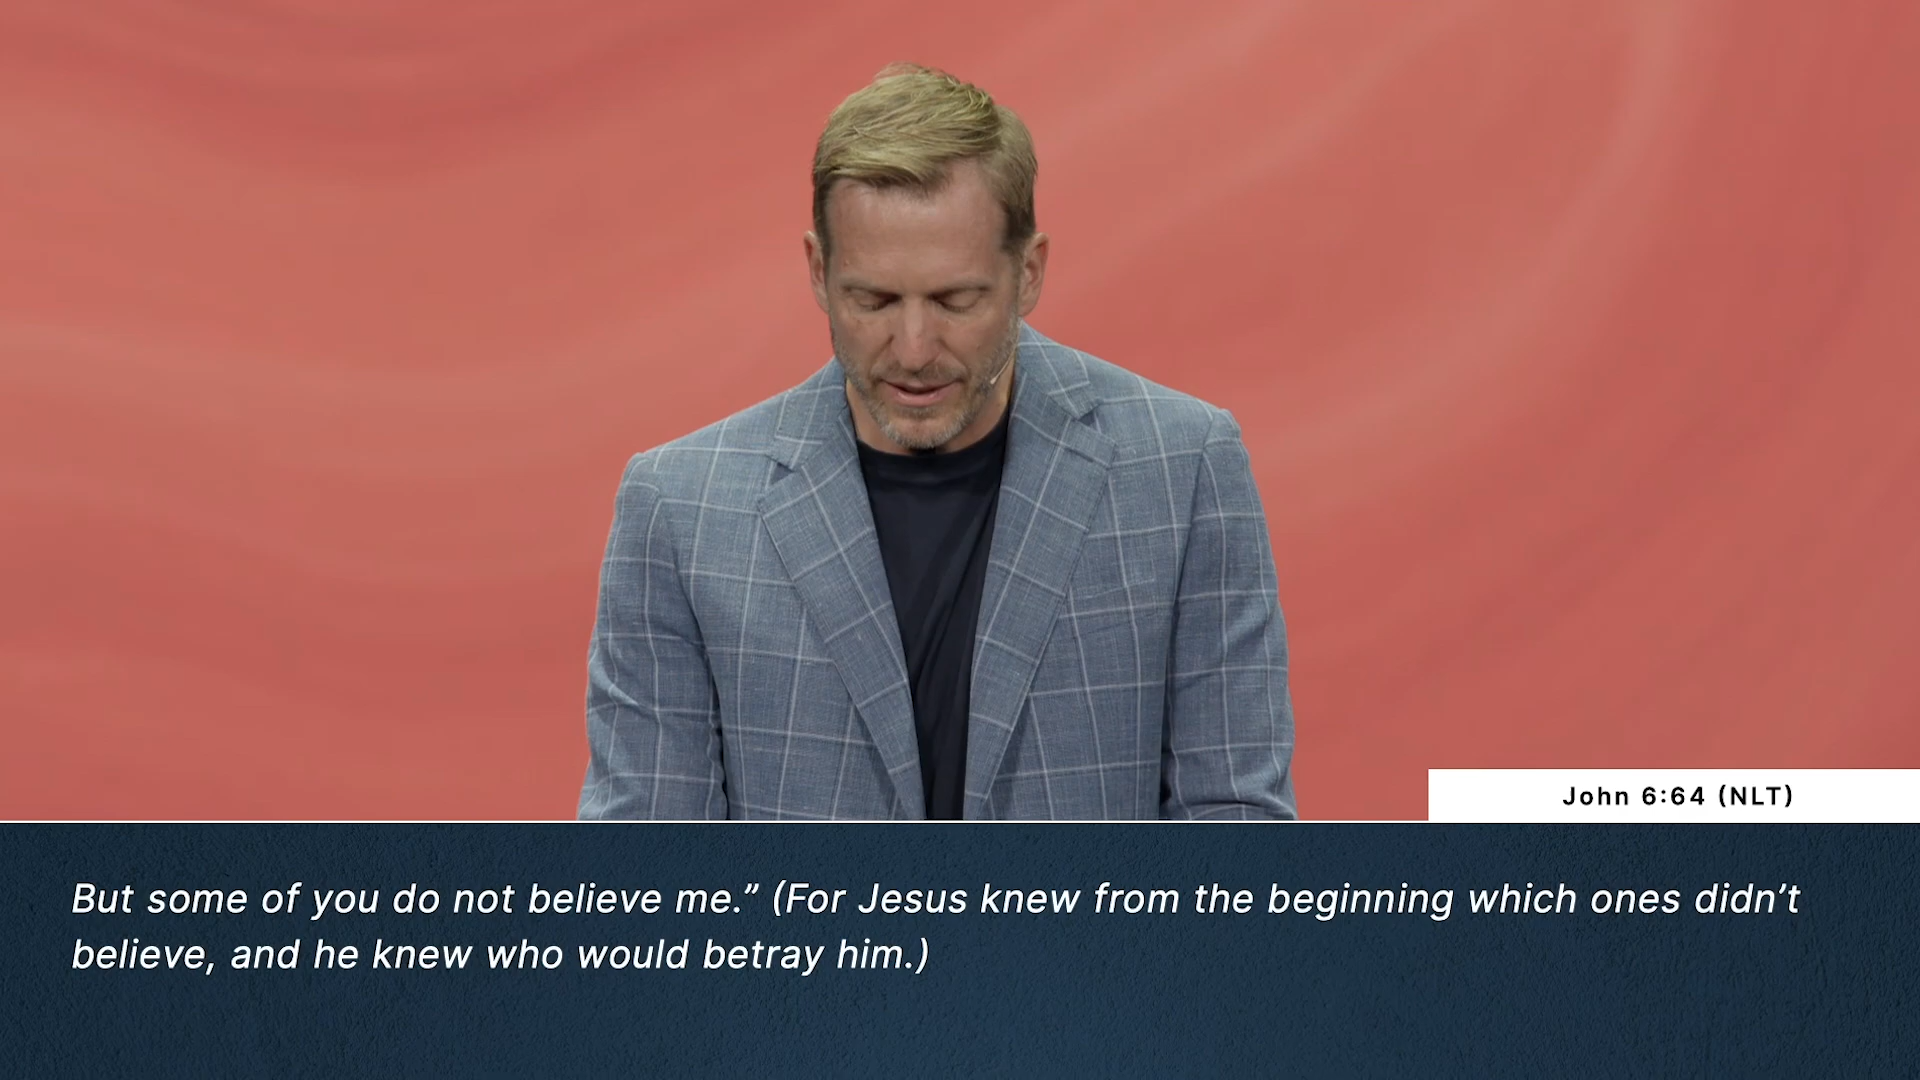 John 6:64 (NLT)
But some of you do not believe me.” (For Jesus knew from the beginning which ones didn’t
believe, and he knew who would betray him.)